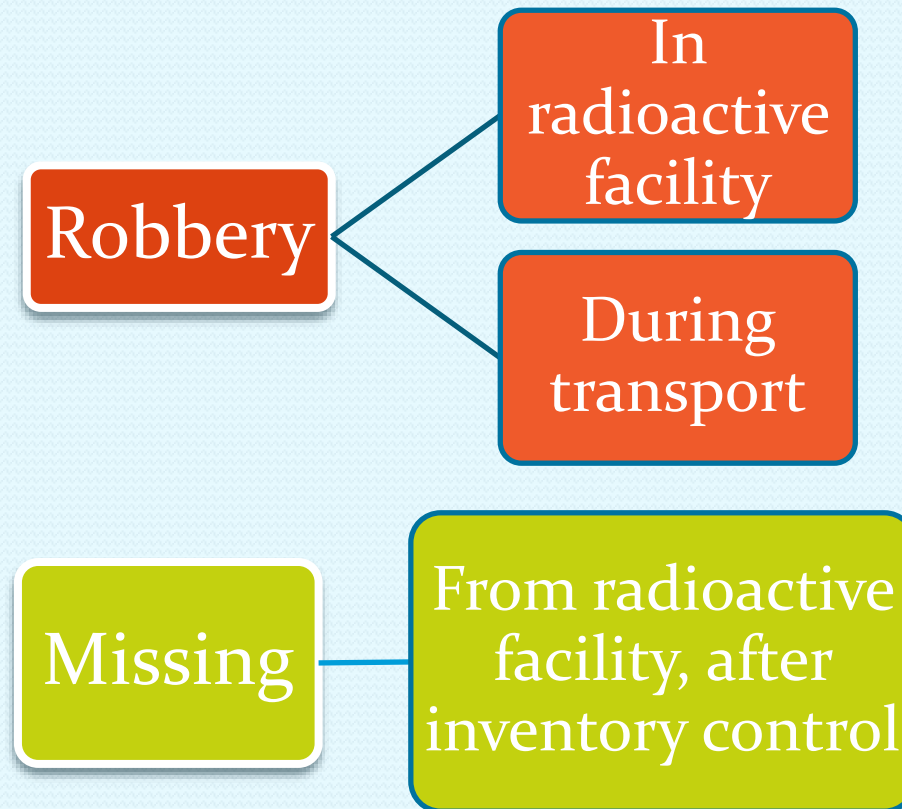 Robbery
In
radioactive
facility
During
transport
Missing
From radioactive
facility, after
inventory control